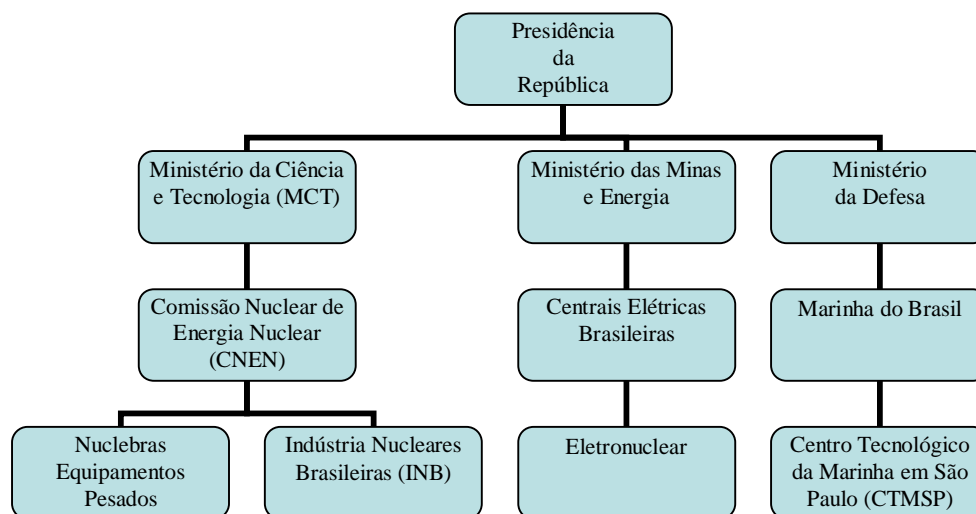 Presidência
da
República
Ministério da Ciência
e Tecnologia (MCT)
Ministério das Minas
e Energia
Ministério
da Defesa
Comissão Nuclear de
Energia Nuclear
(CNEN)
Centrais Elétricas
Brasileiras
Marinha do Brasil
Nuclebras
Equipamentos
Pesados
Indústria Nucleares
Brasileiras (INB)
Eletronuclear
Centro Tecnológico
da Marinha em São
Paulo (CTMSP)